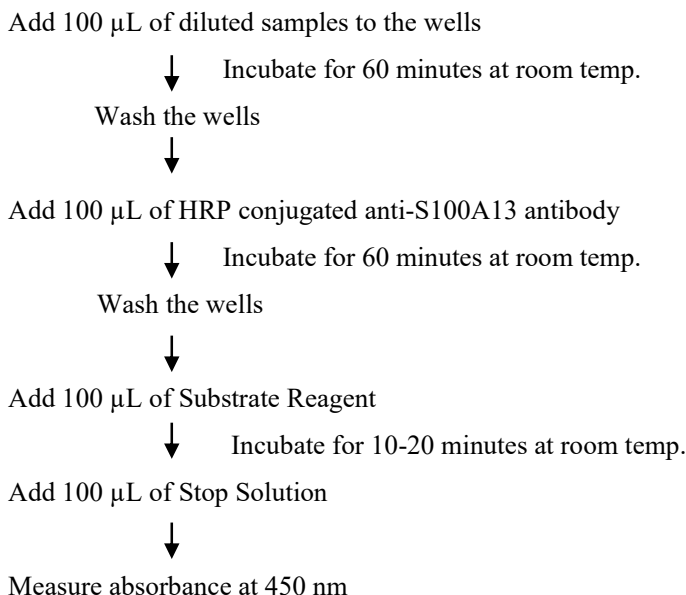 Add 100 µL of diluted samples to the wells
Incubate for 60 minutes at room temp.
Wash the wells
Add 100 µL of HRP conjugated anti-S100A13 antibody
Incubate for 60 minutes at room temp.
Wash the wells
Add 100 µL of Substrate Reagent
Incubate for 10-20 minutes at room temp.
Add 100 µL of Stop Solution
Measure absorbance at 450 nm